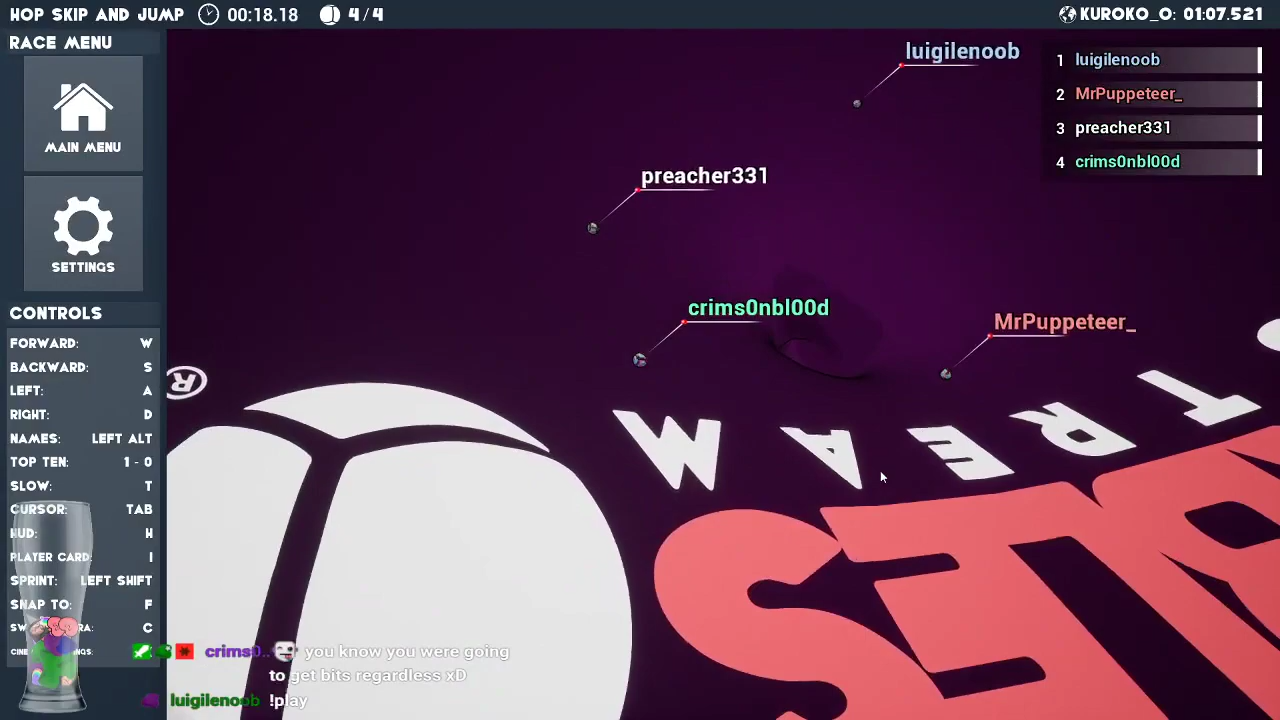 HOP SKIP AND JUMP 00:18.18 4/4
KUROKO_O: 01:07.521
RACE MENU
MAIN MENU
SETTINGS
CONTROLS
FORWARD: W
BACKWARD: S
LEFT: A
RIGHT: D
NAMES: LEFT ALT
TOP TEN: 1 - 0
SLOW: T
CURSOR: TAB
HUD: H
PLAYER CARD: I
SPRINT: LEFT SHIFT
SNAP TO: F
C
luigilenoob
preacher331
crims0nbl00d
MrPuppeteer_
1 luigilenoob
2 MrPuppeteer_
3 preacher331
4 crims0nbl00d
®
crims0.. you know you were going
to get bits regardless xD
luigilenoob !play